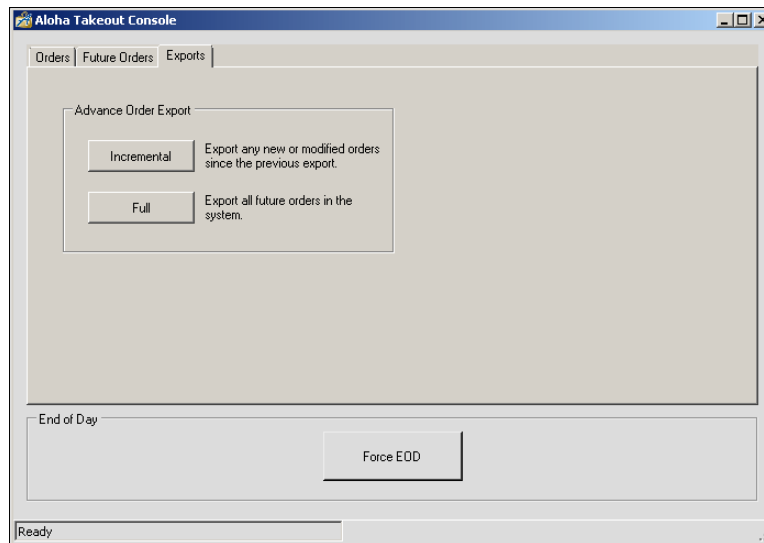 Aloha Takeout Console
Orders
Future Orders
Exports
Advance Order Export
Incremental
Export any new or modified orders
since the previous export.
Full
Export all future orders in the
system.
End of Day
Force EOD
Ready